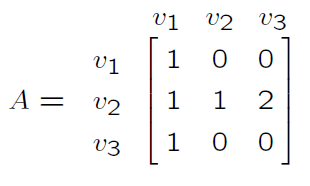 v₁ v₂ v₃
v₁ 1 0 0
A = v₂ 1 1 2
v₃ 1 0 0